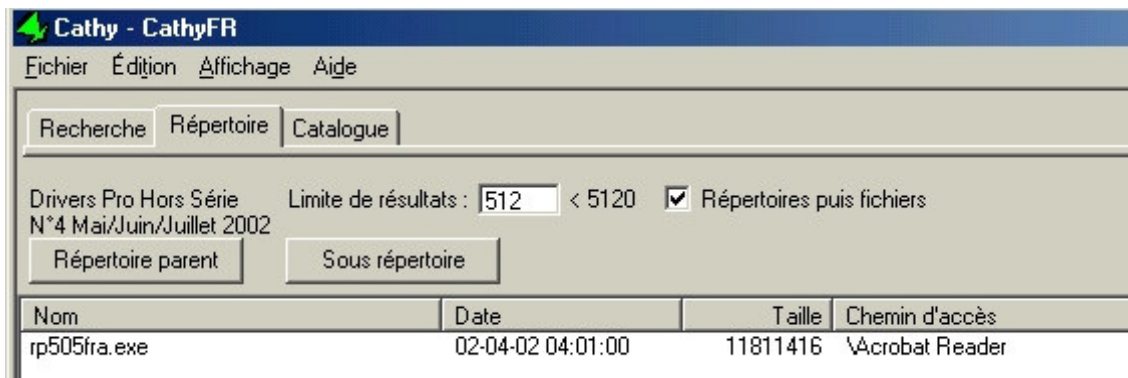 Cathy - CathyFR
Fichier Édition Affichage Aide
Recherche Répertoire Catalogue
Drivers Pro Hors Série
N°4 Mai/Juin/Juillet 2002
Limite de résultats : 512 < 5120 Répertoires puis fichiers
Répertoire parent Sous répertoire
Nom Date Taille Chemin d'accès
rp505fra.exe 02-04-02 04:01:00 11811416 \Acrobat Reader